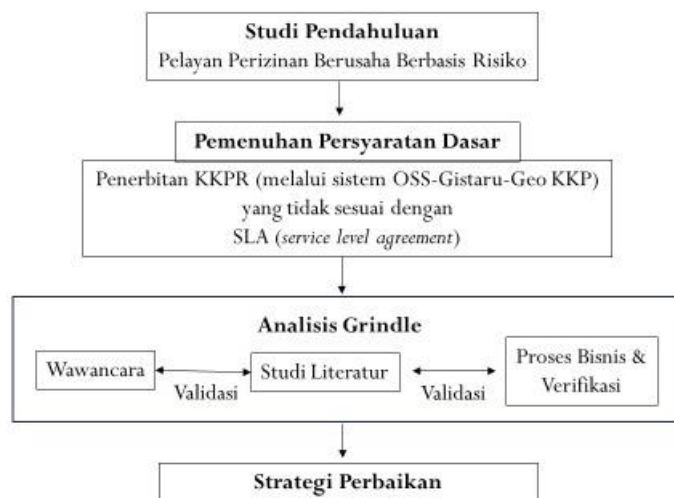 Studi Pendahuluan
Pelayan Perizinan Berusaha Berbasis Risiko
Pemenuhan Persyaratan Dasar
Penerbitan KKPR (melalui sistem OSS-Gistaru-Geo KKP)
yang tidak sesuai dengan
SLA (service level agreement)
Analisis Grindle
Wawancara
Validasi
Studi Literatur
Validasi
Proses Bisnis &
Verifikasi
Strategi Perbaikan